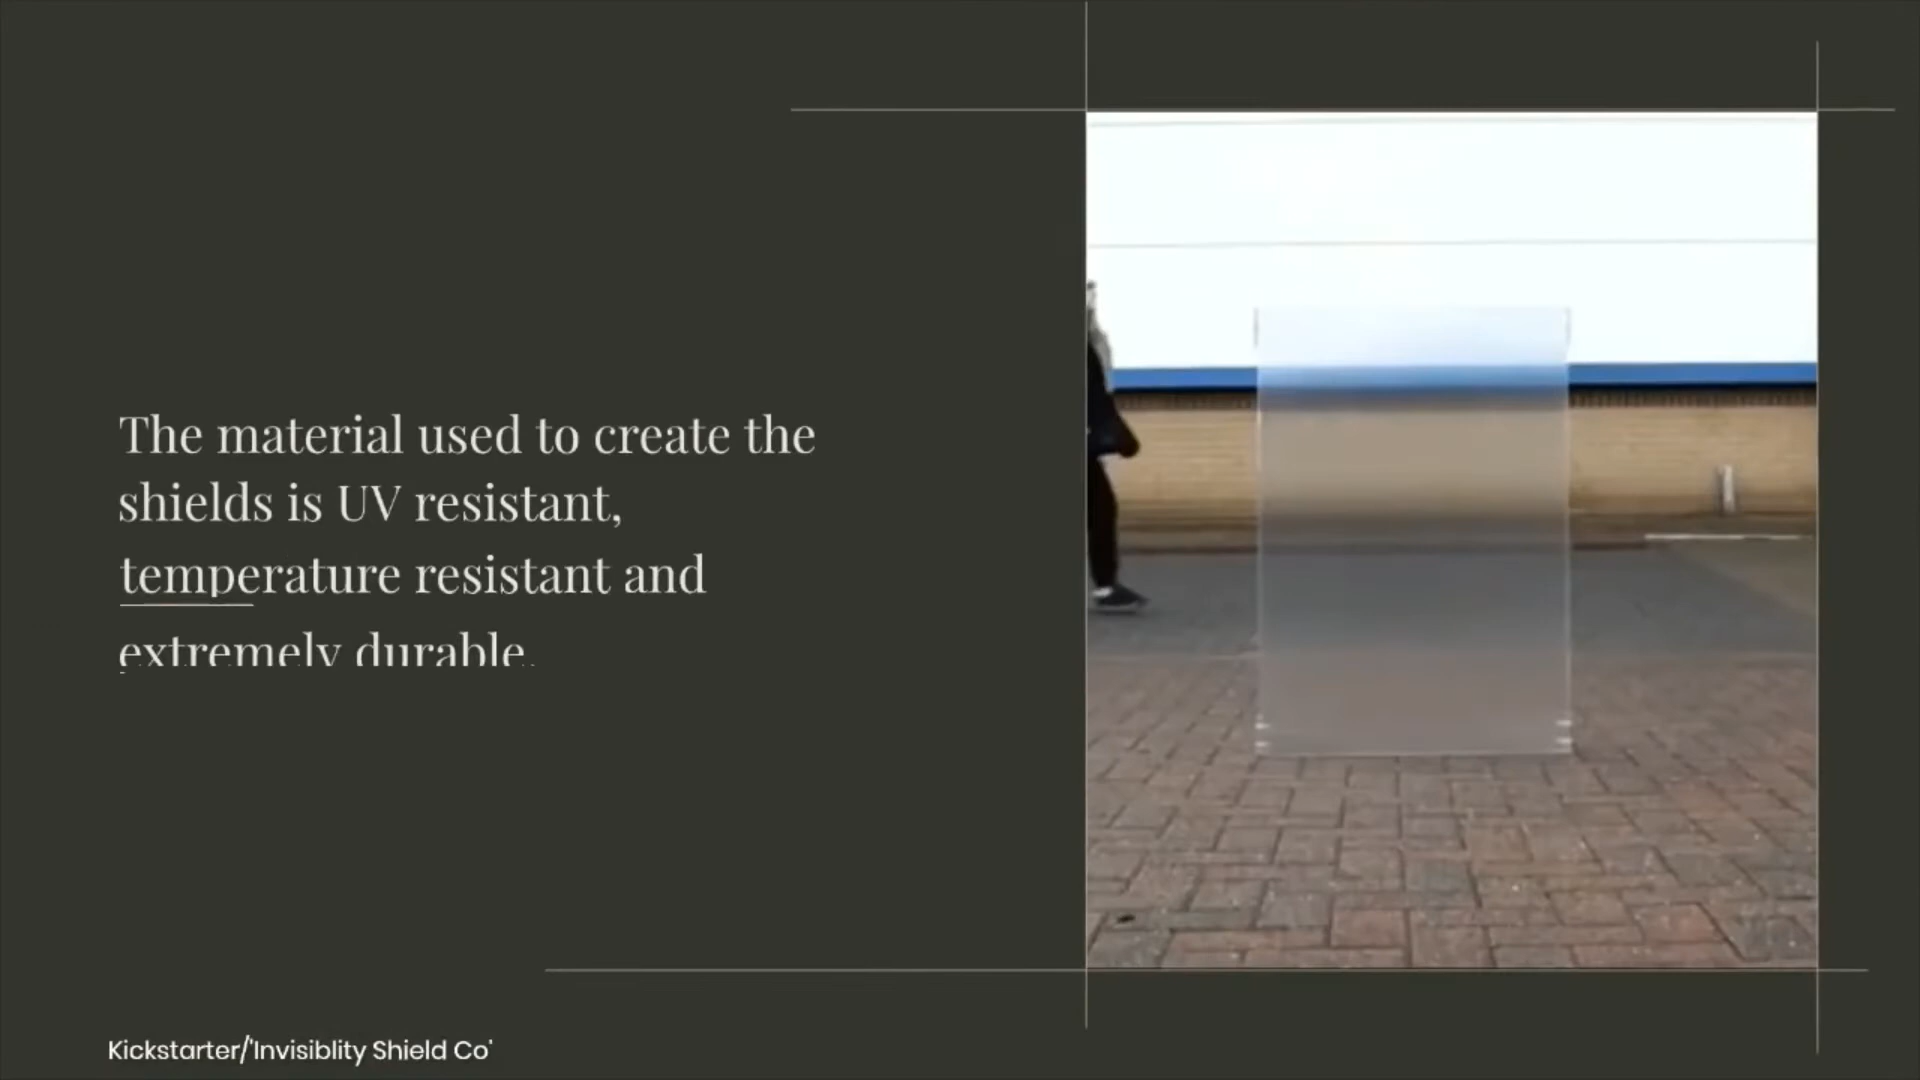 The material used to create the
shields is UV resistant,
temperature resistant and
extremely durable.
Kickstarter/'Invisiblity Shield Co'